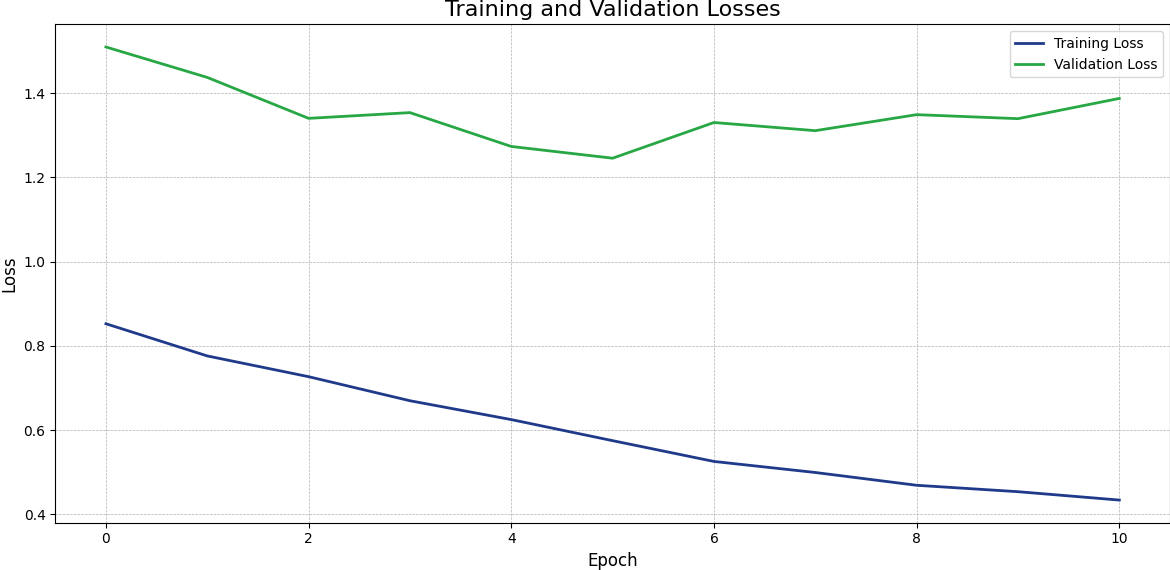 Training and Validation Losses
Training Loss
Validation Loss
1.4
1.2
1.0
0.8
0.6
0.4
Loss
0 2 4 6 8 10
Epoch